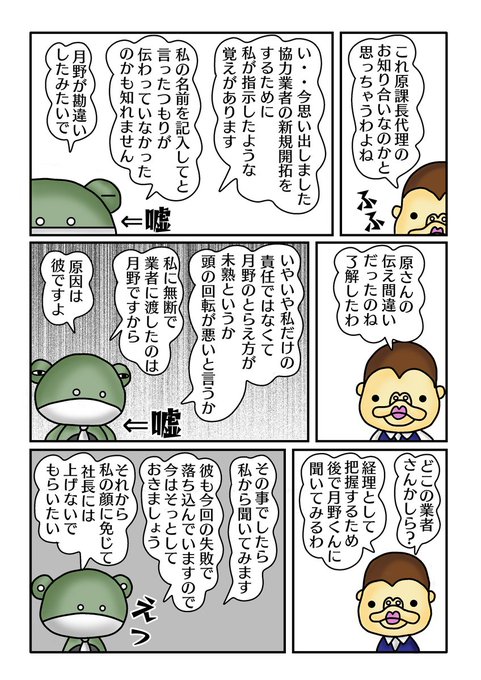 これ原課長代理の
お知り合いなのかと
思っちゃうわよね
ふふ
い・・今思い出しました
協力業者の新規開拓を
するために
私が指示したような
覚えがあります
私の名前を記入してと
言ったつもりが
伝わっていなかった
のかも知れません
月野が勘違い
したみたいで
⇐嘘
原さんの
伝え間違い
だったのね
了解したわ
いやいや私だけの
責任ではなくて
月野のとらえ方が
未熟というか
頭の回転が悪いと言うか
私に無断で
業者に渡したのは
月野ですから
原因は
彼ですよ
⇐嘘
どこの業者
さんかしら？
経理として
把握するため
後で月野くんに
聞いてみるわ
その事でしたら
私から聞いてみます
彼も今回の失敗で
落ち込んでいますので
今はそっとして
おきましょう
それから
私の顔に免じて
社長には
上げないで
もらいたい
えっ